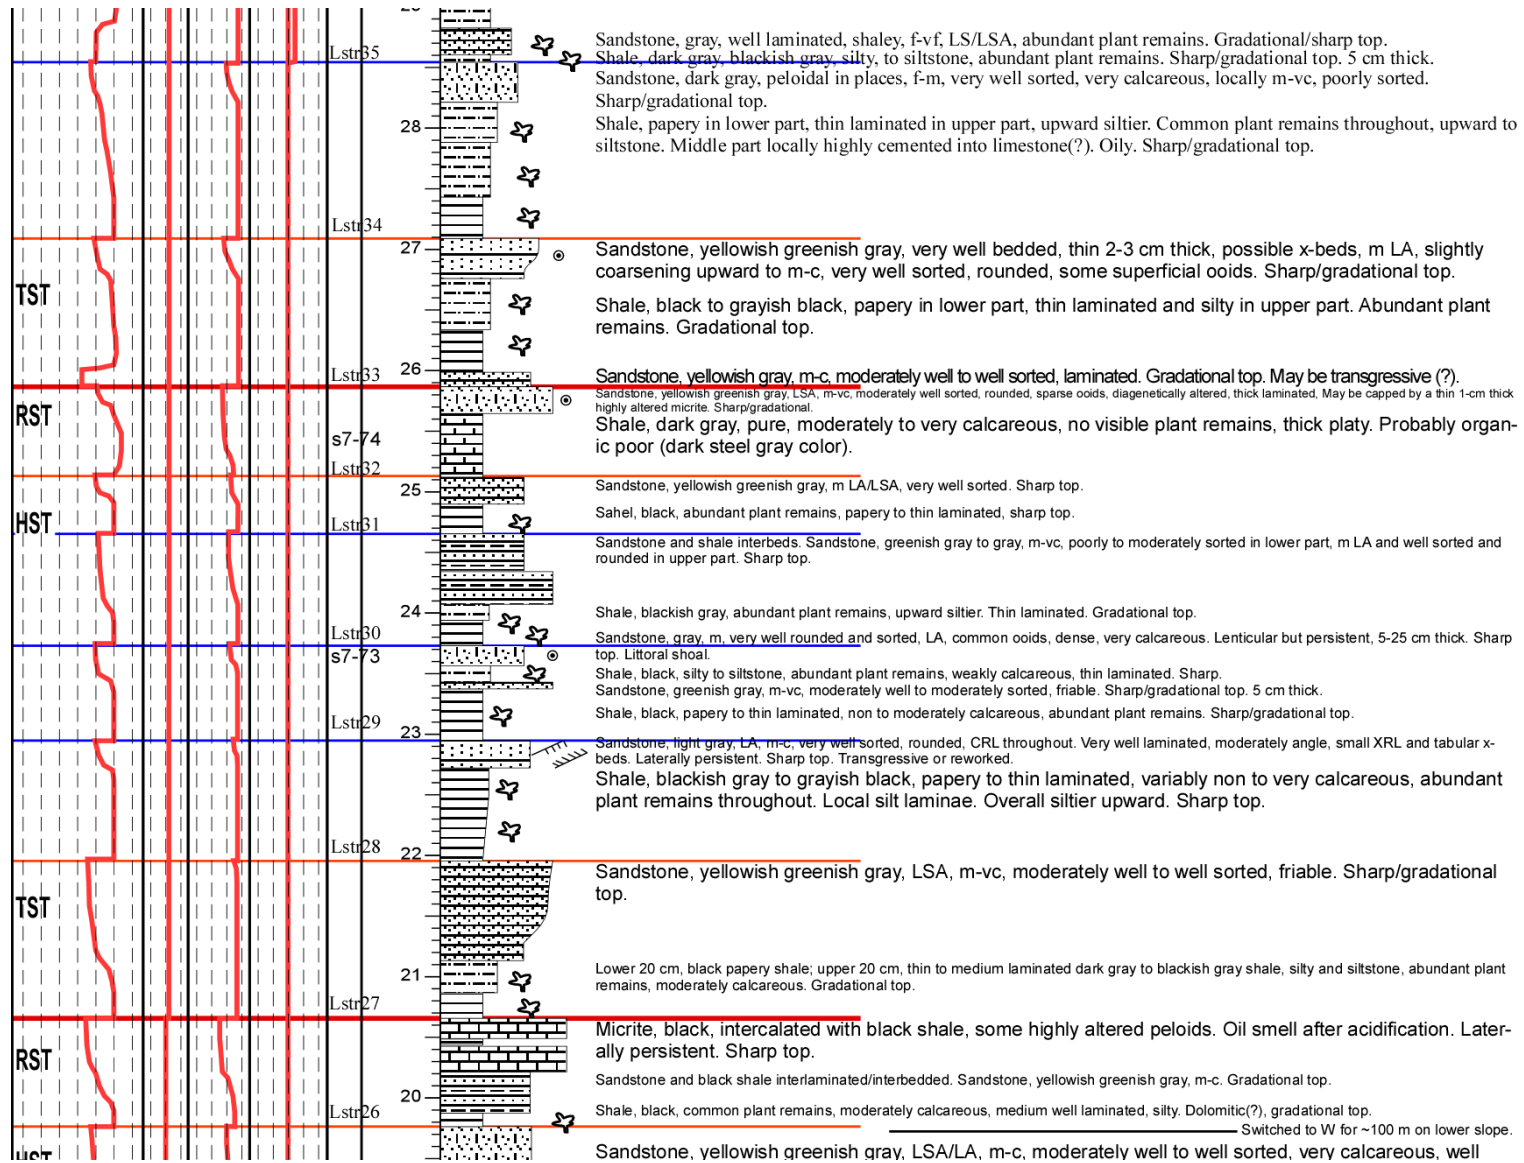 Sandstone, gray, well laminated, shaley, f-vf, LS/LSA, abundant plant remains. Gradational/sharp top.
Lstr35
Shale, dark gray, blackish gray, silty, to siltstone, abundant plant remains. Sharp/gradational top. 5 cm thick.
Sandstone, dark gray, peloidal in places, f-m, very well sorted, very calcareous, locally m-vc, poorly sorted.
Sharp/gradational top.
28
Shale, papery in lower part, thin laminated in upper part, upward siltier. Common plant remains throughout, upward to
siltstone. Middle part locally highly cemented into limestone(?). Oily. Sharp/gradational top.
Lstr34
27
Sandstone, yellowish greenish gray, very well bedded, thin 2-3 cm thick, possible x-beds, m LA, slightly
coarsening upward to m-c, very well sorted, rounded, some superficial ooids. Sharp/gradational top.
TST
Shale, black to grayish black, papery in lower part, thin laminated and silty in upper part. Abundant plant
remains. Gradational top.
Lstr33
26
Sandstone, yellowish gray, m-c, moderately well to well sorted, laminated. Gradational top. May be transgressive (?).
Sandstone, yellowish greenish gray, LSA, m-vc, moderately well sorted, rounded, sparse ooids, diagenetically altered, thick laminated, May be capped by a thin 1-cm thick
highly altered micrite. Sharp/gradational.
RST
Shale, dark gray, pure, moderately to very calcareous, no visible plant remains, thick platy. Probably organ-
ic poor (dark steel gray color).
s7-74
Lstr32
25
Sandstone, yellowish greenish gray, m LA/LSA, very well sorted. Sharp top.
HST
Lstr31
Sahel, black, abundant plant remains, papery to thin laminated, sharp top.
Sandstone and shale interbeds. Sandstone, greenish gray to gray, m-vc, poorly to moderately sorted in lower part, m LA and well sorted and
rounded in upper part. Sharp top.
24
Shale, blackish gray, abundant plant remains, upward siltier. Thin laminated. Gradational top.
Lstr30
Sandstone, gray, m, very well rounded and sorted, LA, common ooids, dense, very calcareous. Lenticular but persistent, 5-25 cm thick. Sharp
top. Littoral shoal.
s7-73
Shale, black, silty to siltstone, abundant plant remains, weakly calcareous, thin laminated. Sharp.
Sandstone, greenish gray, m-vc, moderately well to moderately sorted, friable. Sharp/gradational top. 5 cm thick.
Shale, black, papery to thin laminated, non to moderately calcareous, abundant plant remains. Sharp/gradational top.
Lstr29
23
Sandstone, light gray, LA, m-c, very well sorted, rounded, CRL throughout. Very well laminated, moderately angle, small XRL and tabular x-
beds. Laterally persistent. Sharp top. Transgressive or reworked.
Shale, blackish gray to grayish black, papery to thin laminated, variably non to very calcareous, abundant
plant remains throughout. Local silt laminae. Overall siltier upward. Sharp top.
Lstr28
22
Sandstone, yellowish greenish gray, LSA, m-vc, moderately well to well sorted, friable. Sharp/gradational
top.
TST
21
Lower 20 cm, black papery shale; upper 20 cm, thin to medium laminated dark gray to blackish gray shale, silty and siltstone, abundant plant
remains, moderately calcareous. Gradational top.
Lstr27
Micrite, black, intercalated with black shale, some highly altered peloids. Oil smell after acidification. Later-
ally persistent. Sharp top.
RST
Sandstone and black shale interlaminated/interbedded. Sandstone, yellowish greenish gray, m-c. Gradational top.
20
Lstr26
Shale, black, common plant remains, moderately calcareous, medium well laminated, silty. Dolomitic(?), gradational top.
Switched to W for ~100 m on lower slope.
HST
Sandstone, yellowish greenish gray, LSA/LA, m-c, moderately well to well sorted, very calcareous, well